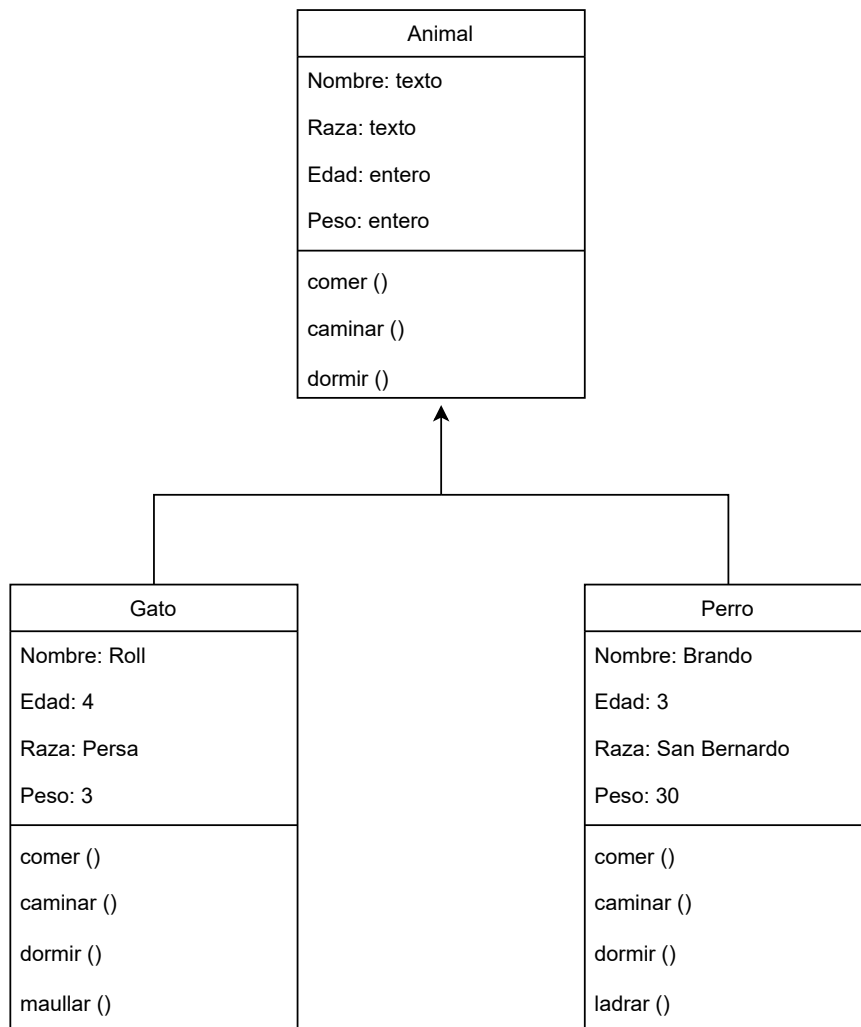 Animal
Nombre: texto
Raza: texto
Edad: entero
Peso: entero
comer ()
caminar ()
dormir ()
Gato
Nombre: Roll
Edad: 4
Raza: Persa
Peso: 3
comer ()
caminar ()
dormir ()
maullar ()
Perro
Nombre: Brando
Edad: 3
Raza: San Bernardo
Peso: 30
comer ()
caminar ()
dormir ()
ladrar ()